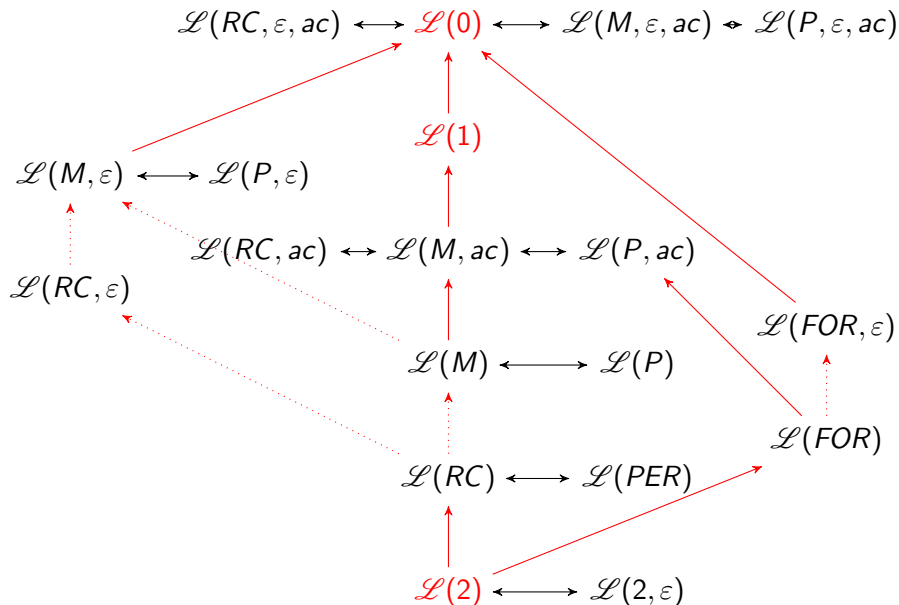 ℒ(RC, ε, ac) ℒ(0) ℒ(M, ε, ac) ℒ(P, ε, ac)
ℒ(1)
ℒ(M, ε) ℒ(P, ε)
ℒ(RC, ac) ℒ(M, ac) ℒ(P, ac)
ℒ(RC, ε)
ℒ(FOR, ε)
ℒ(M) ℒ(P)
ℒ(FOR)
ℒ(RC) ℒ(PER)
ℒ(2) ℒ(2, ε)